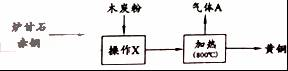 木炭粉
气体A
炉甘石
赤铜
操作X
加热
(800℃)
黄铜